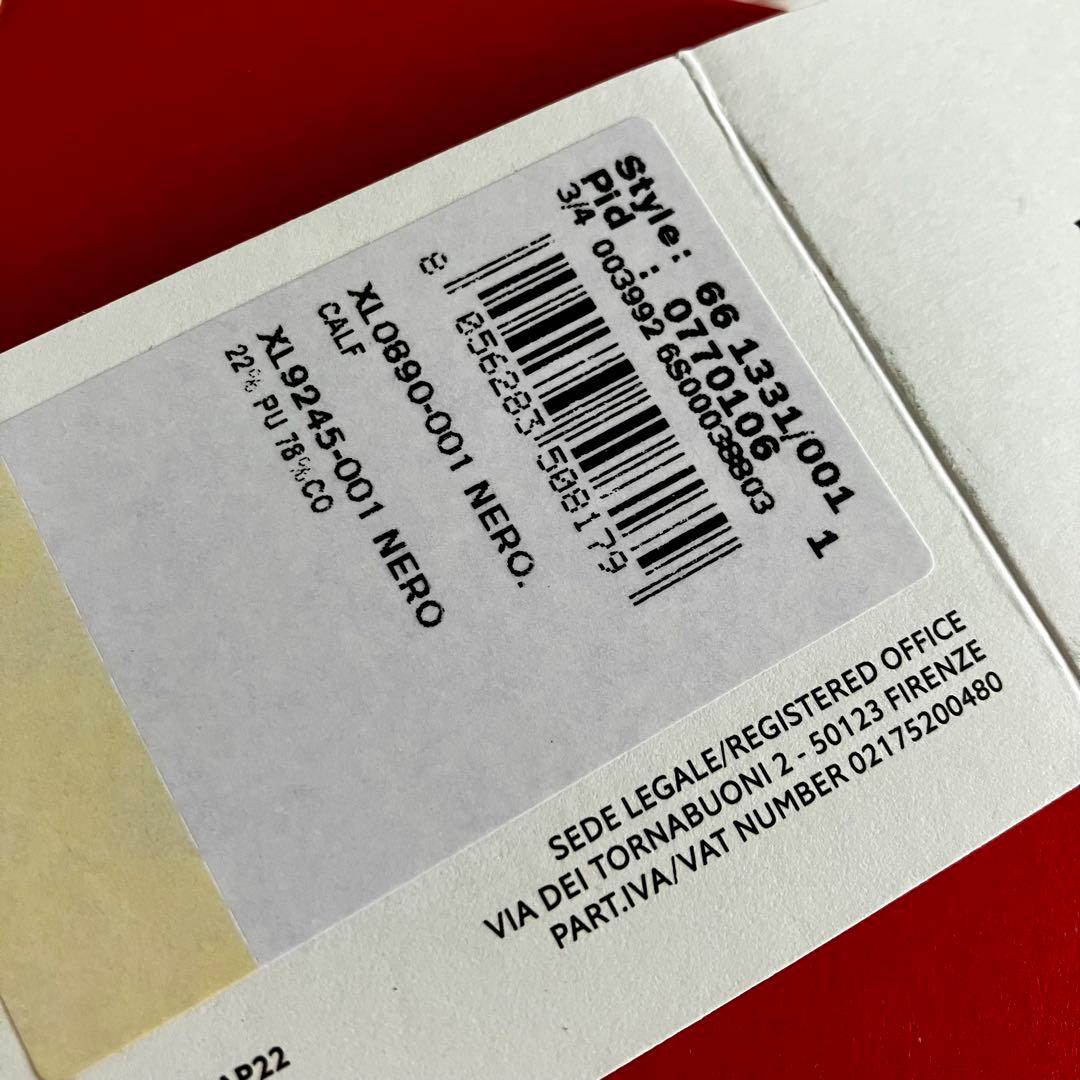 Style: 66 1331/001 1
Pid : 0770106
3/4 003992 6S00038803
8 056283 508179
XL0890-001 NERO.
CALF
XL9245-001 NERO
22% PU 78%CO
SEDE LEGALE/REGISTERED OFFICE
VIA DEI TORNABUONI 2 - 50123 FIRENZE
PART.IVA/VAT NUMBER 02175200480